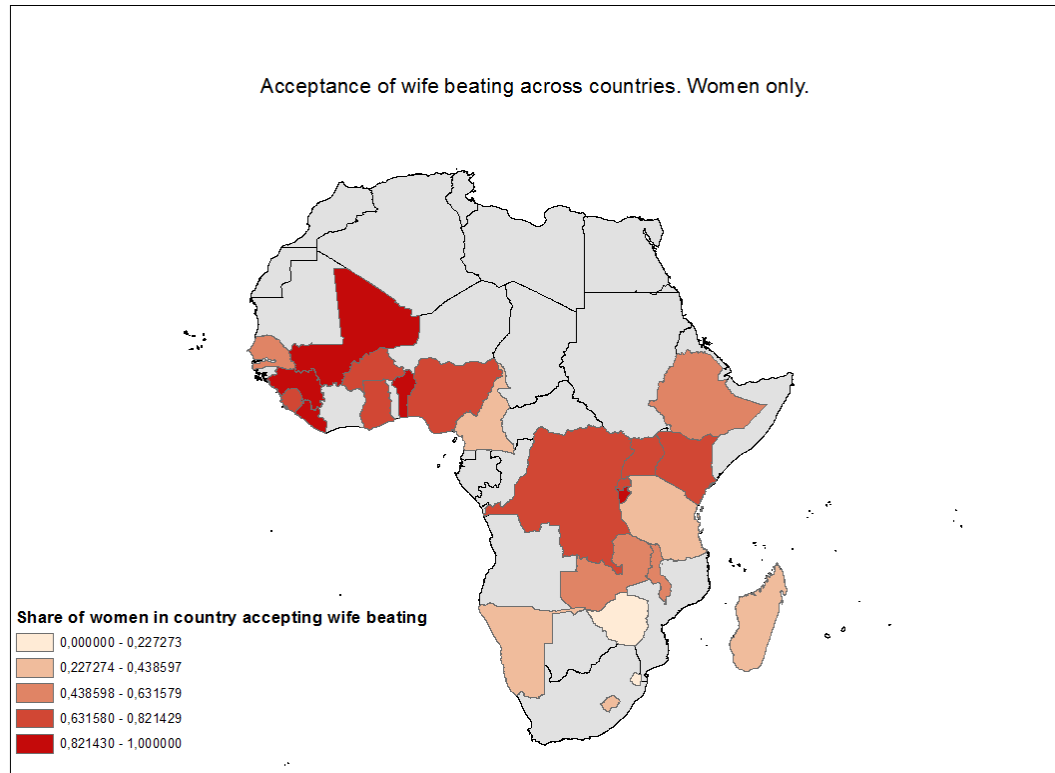 Acceptance of wife beating across countries. Women only.
Share of women in country accepting wife beating
0,000000 - 0,227273
0,227274 - 0,438597
0,438598 - 0,631579
0,631580 - 0,821429
0,821430 - 1,000000